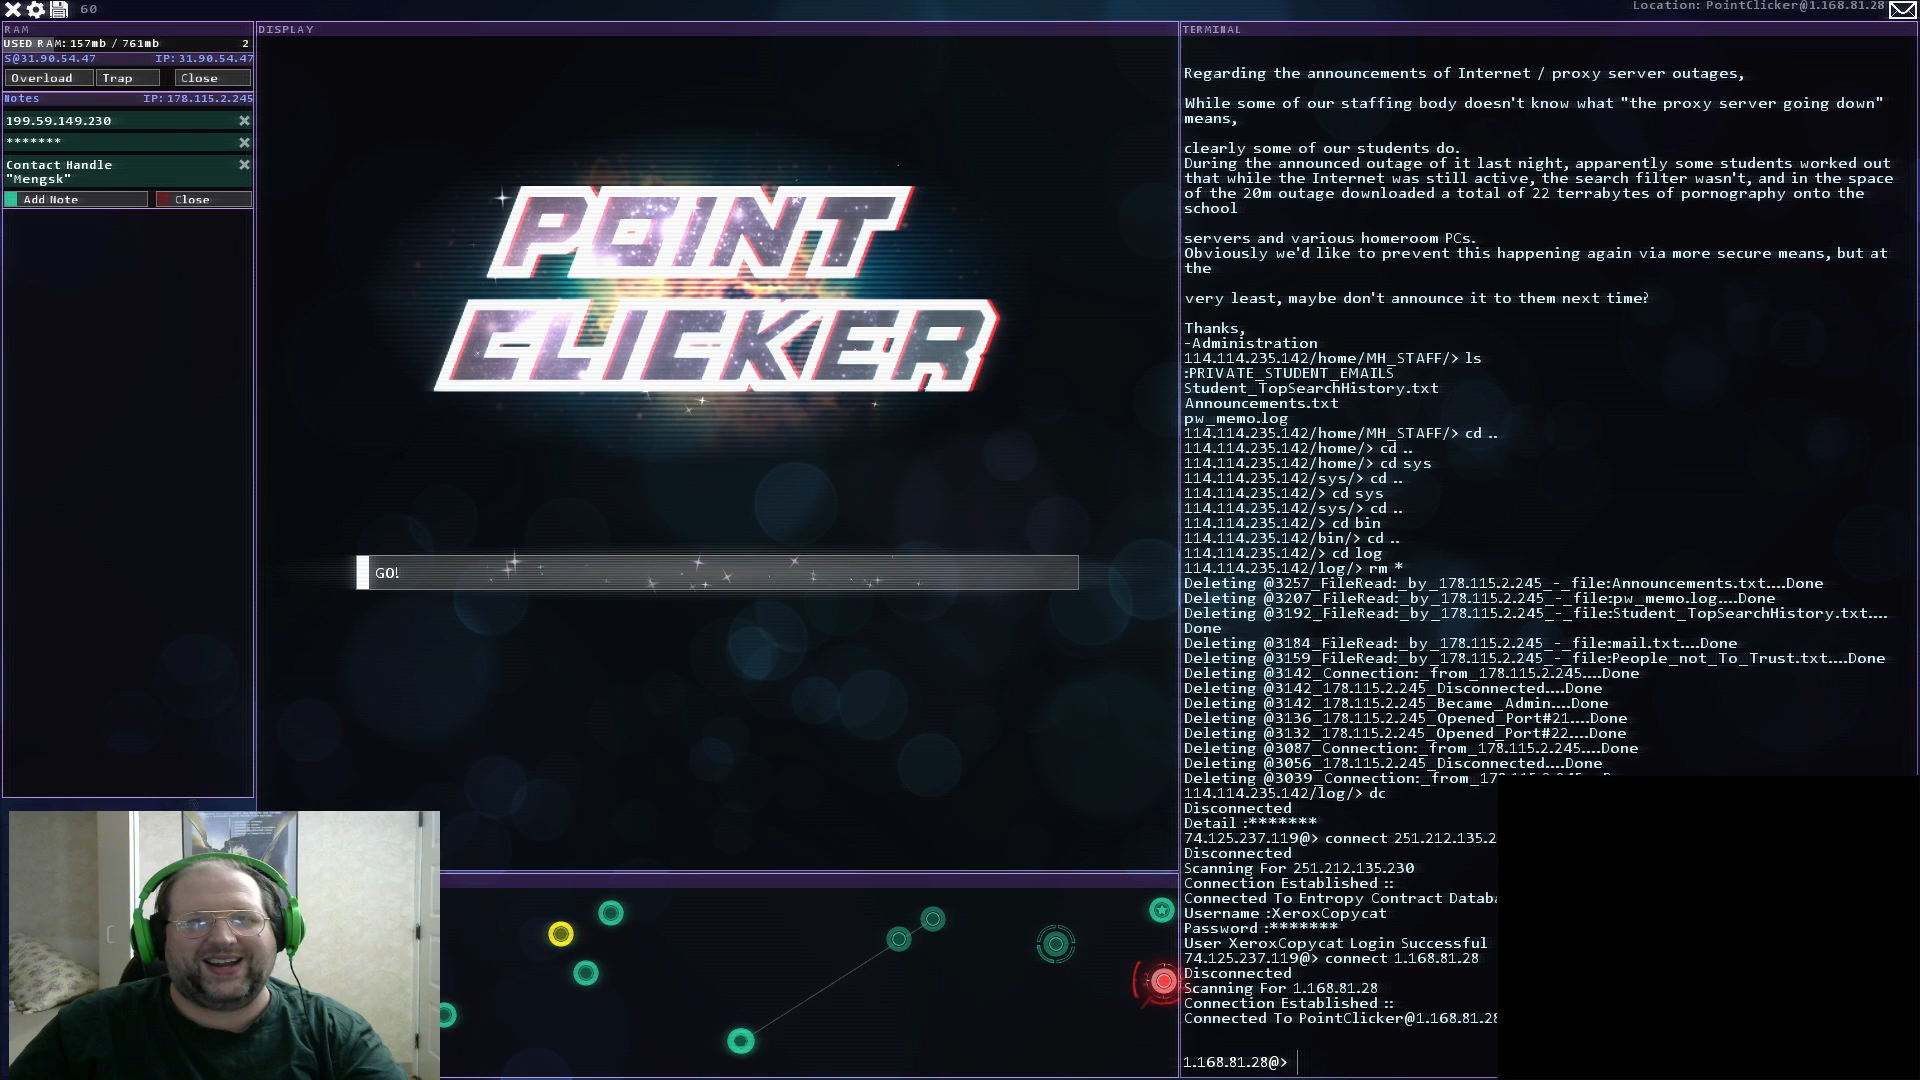 60
Location: PointClicker@1.168.81.28
RAM
USED RAM: 157mb / 761mb 2
S@31.90.54.47 IP: 31.90.54.47
Overload Trap Close
Notes IP: 178.115.2.245
199.59.149.230
*******
Contact Handle
"Mengsk"
Add Note Close
DISPLAY
POINT
CLICKER
GO!
TERMINAL
Regarding the announcements of Internet / proxy server outages,
While some of our staffing body doesn't know what "the proxy server going down"
means,
clearly some of our students do.
During the announced outage of it last night, apparently some students worked out
that while the Internet was still active, the search filter wasn't, and in the space
of the 20m outage downloaded a total of 22 terrabytes of pornography onto the
school
servers and various homeroom PCs.
Obviously we'd like to prevent this happening again via more secure means, but at
the
very least, maybe don't announce it to them next time?
Thanks,
-Administration
114.114.235.142/home/MH_STAFF/> ls
:PRIVATE_STUDENT_EMAILS
Student_TopSearchHistory.txt
Announcements.txt
pw_memo.log
114.114.235.142/home/MH_STAFF/> cd ..
114.114.235.142/home/> cd ..
114.114.235.142/home/> cd sys
114.114.235.142/sys/> cd ..
114.114.235.142/> cd sys
114.114.235.142/sys/> cd ..
114.114.235.142/> cd bin
114.114.235.142/bin/> cd ..
114.114.235.142/> cd log
114.114.235.142/log/> rm *
Deleting @3257_FileRead:_by_178.115.2.245_-_file:Announcements.txt....Done
Deleting @3207_FileRead:_by_178.115.2.245_-_file:pw_memo.log....Done
Deleting @3192_FileRead:_by_178.115.2.245_-_file:Student_TopSearchHistory.txt....
Done
Deleting @3184_FileRead:_by_178.115.2.245_-_file:mail.txt....Done
Deleting @3159_FileRead:_by_178.115.2.245_-_file:People_not_To_Trust.txt....Done
Deleting @3142_Connection:_from_178.115.2.245....Done
Deleting @3142_178.115.2.245_Disconnected....Done
Deleting @3142_178.115.2.245_Became_Admin....Done
Deleting @3136_178.115.2.245_Opened_Port#21....Done
Deleting @3132_178.115.2.245_Opened_Port#22....Done
Deleting @3087_Connection:_from_178.115.2.245....Done
Deleting @3056_178.115.2.245_Disconnected....Done
Deleting @3039_Connection:_from_
114.114.235.142/log/> dc
Disconnected
Detail :*******
74.125.237.119@> connect 251.212.135.2
Disconnected
Scanning For 251.212.135.230
Connection Established ::
Connected To Entropy Contract Databa
Username :XeroxCopycat
Password :*******
User XeroxCopycat Login Successful
74.125.237.119@> connect 1.168.81.28
Disconnected
Scanning For 1.168.81.28
Connection Established ::
Connected To PointClicker@1.168.81.28
1.168.81.28@>